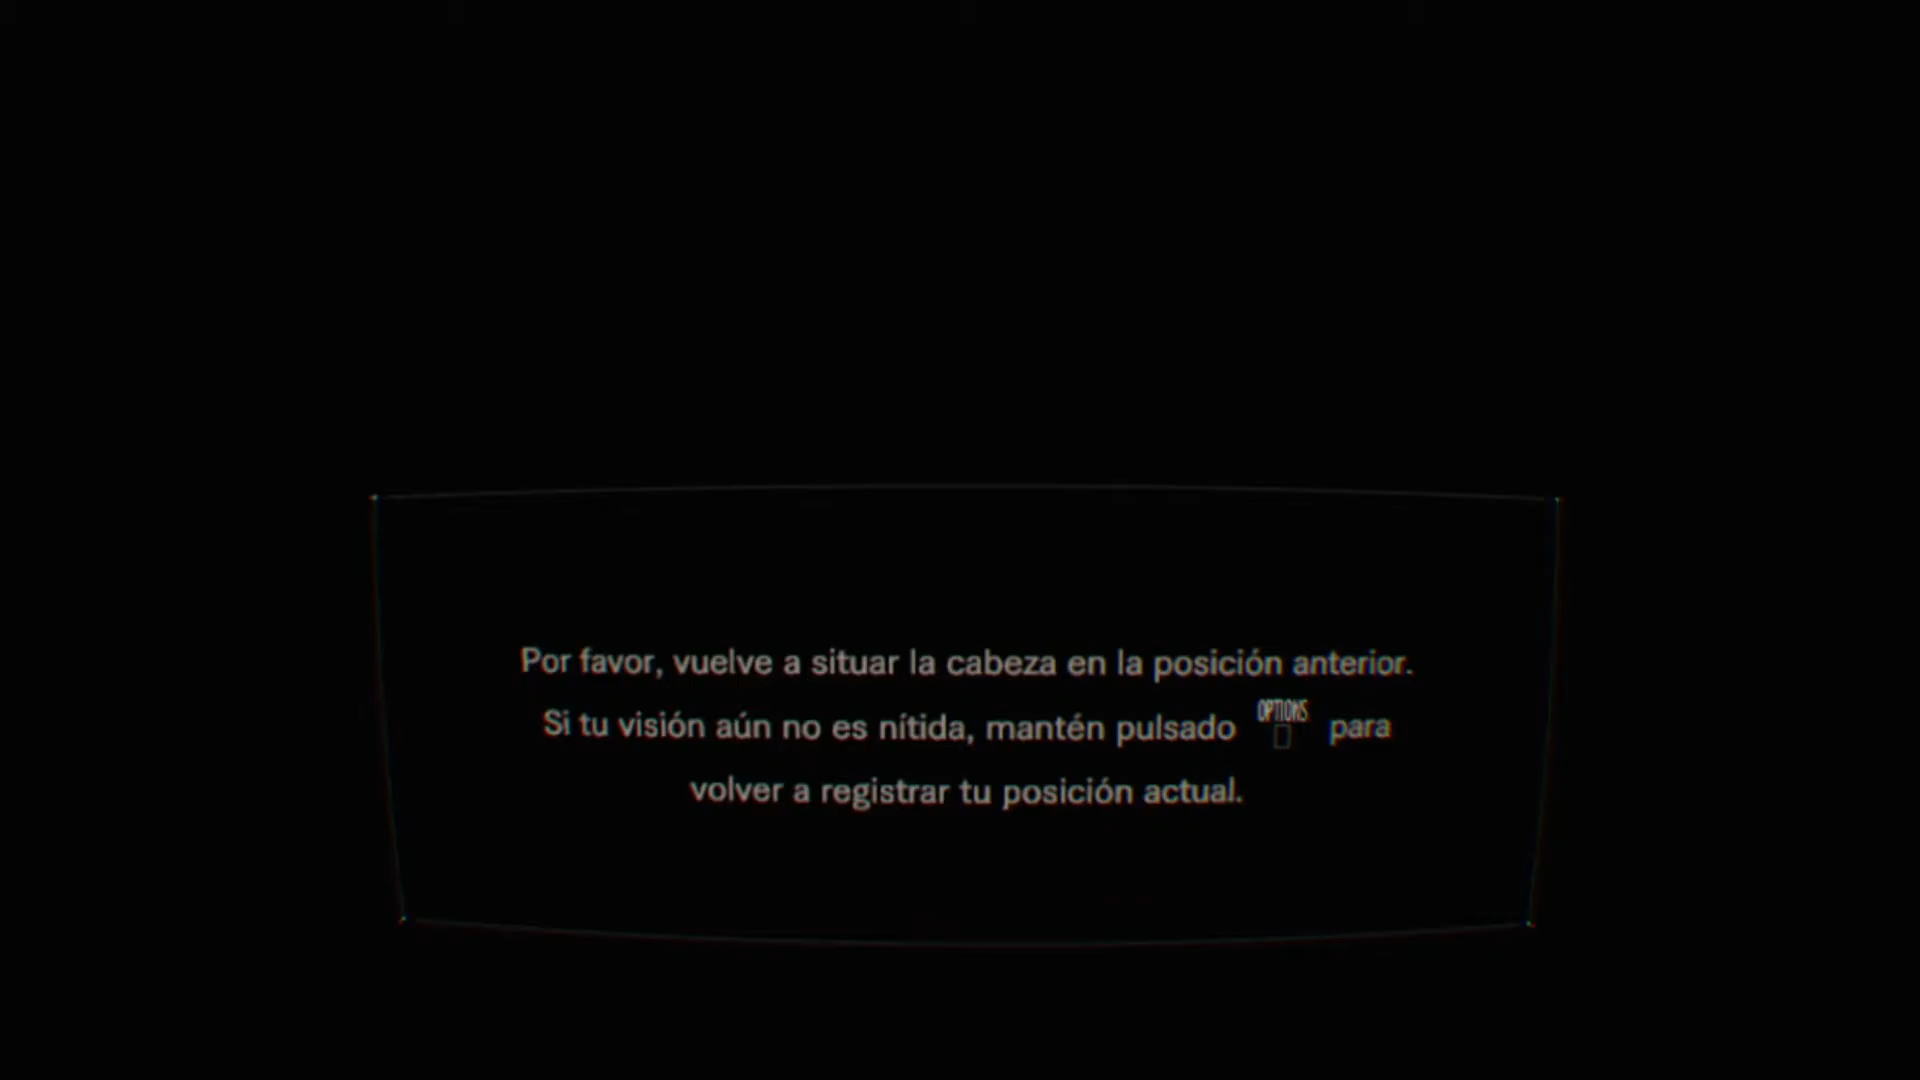 Por favor, vuelve a situar la cabeza en la posición anterior.
Si tu visión aún no es nítida, mantén pulsado OPTIONS para
volver a registrar tu posición actual.